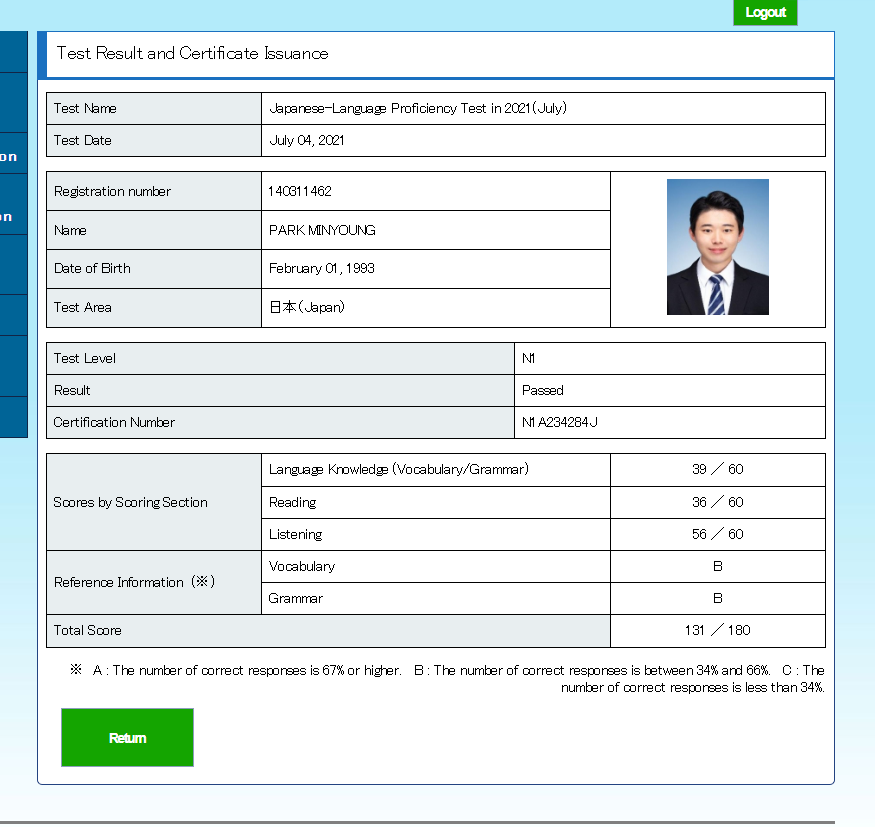 Logout
on
on
Test Result and Certificate Issuance
Test Name Japanese-Language Proficiency Test in 2021(July)
Test Date July 04, 2021
Registration number 140311462
Name PARK MINYOUNG
Date of Birth February 01, 1993
Test Area 日本(Japan)
Test Level N1
Result Passed
Certification Number N1A234284J
Scores by Scoring Section
Language Knowledge (Vocabulary/Grammar) 39 ／ 60
Reading 36 ／ 60
Listening 56 ／ 60
Reference Information (※)
Vocabulary B
Grammar B
Total Score 131 ／ 180
※ A : The number of correct responses is 67% or higher. B : The number of correct responses is between 34% and 66%. C : The
number of correct responses is less than 34%.
Return